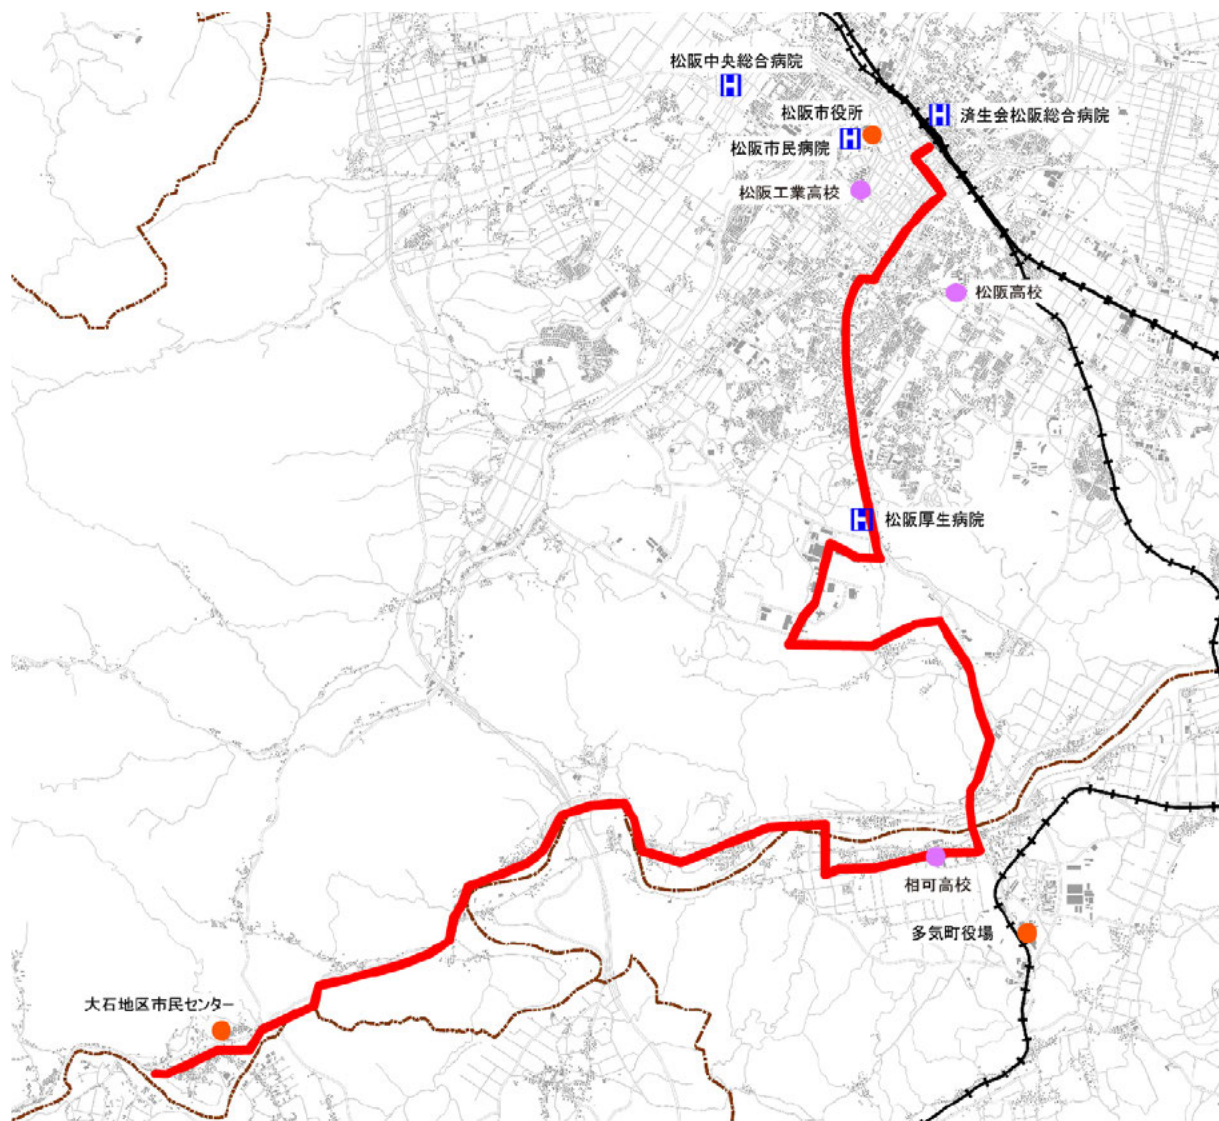 松阪中央総合病院
松阪市役所
済生会松阪総合病院
松阪市民病院
松阪工業高校
松阪高校
松阪厚生病院
相可高校
多気町役場
大石地区市民センター